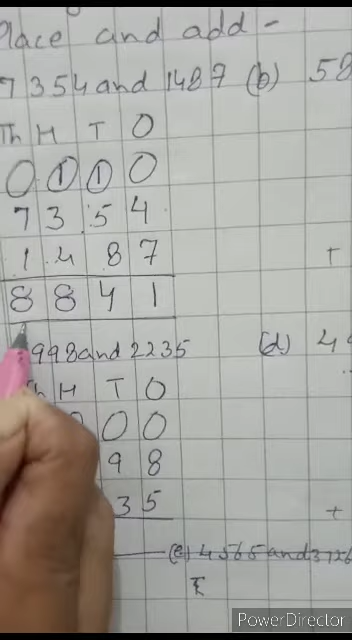 Place and add -
7354 and 1487 (b) 58
Th H T O
0 1 1 0
7 3 5 4
1 4 8 7 +
8 8 4 1
998 and 2235 (d) 4
H T O
0 0
9 8
3 5 +
(e) 4565 and 3726
PowerDirector